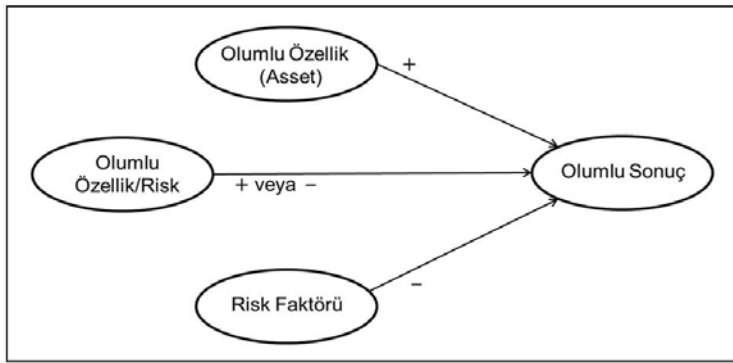 Olumlu Özellik
(Asset)
+
Olumlu
Özellik/Risk
+ veya –
Olumlu Sonuç
–
Risk Faktörü